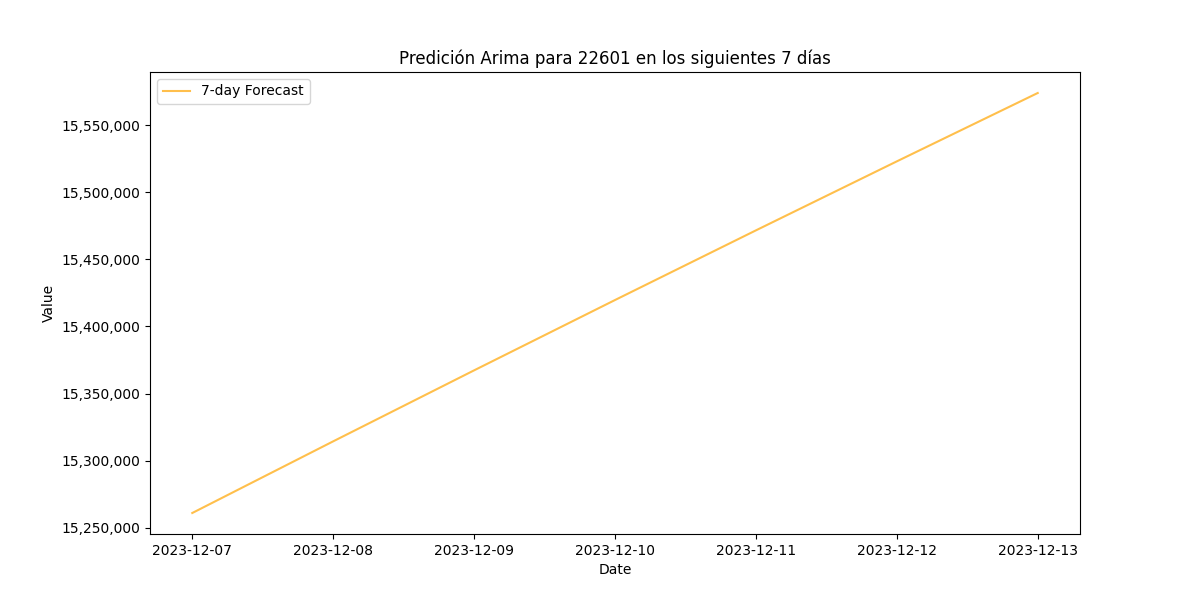 Predición Arima para 22601 en los siguientes 7 días
7-day Forecast
15,550,000
15,500,000
15,450,000
15,400,000
15,350,000
15,300,000
15,250,000
Value
2023-12-07 2023-12-08 2023-12-09 2023-12-10 2023-12-11 2023-12-12 2023-12-13
Date